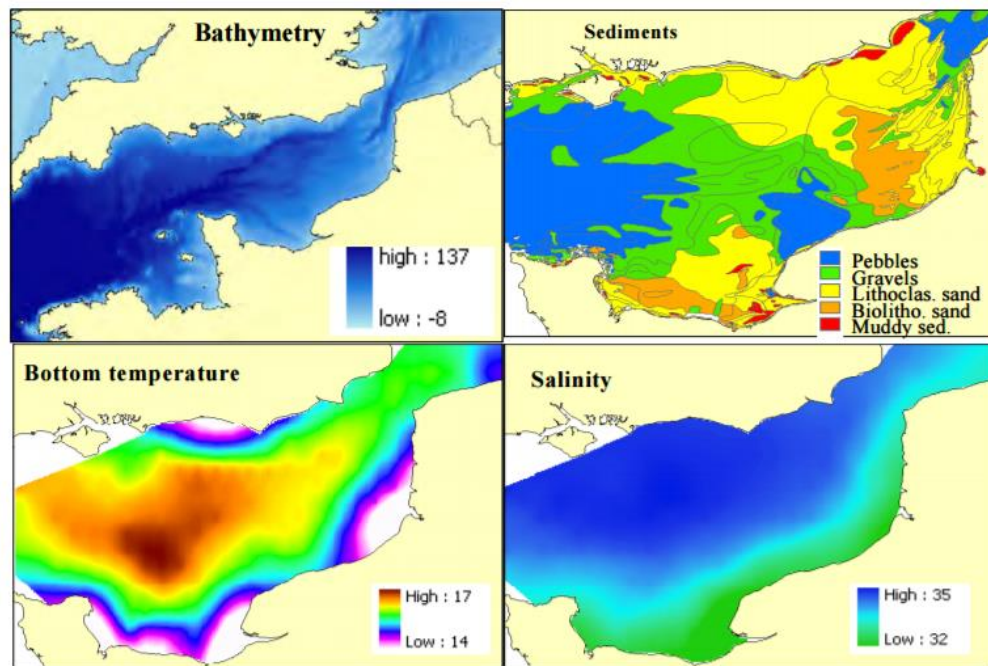 Bathymetry
high : 137
low : -8
Sediments
Pebbles
Gravels
Lithoclas. sand
Biolitho. sand
Muddy sed.
Bottom temperature
High : 17
Low : 14
Salinity
High : 35
Low : 32